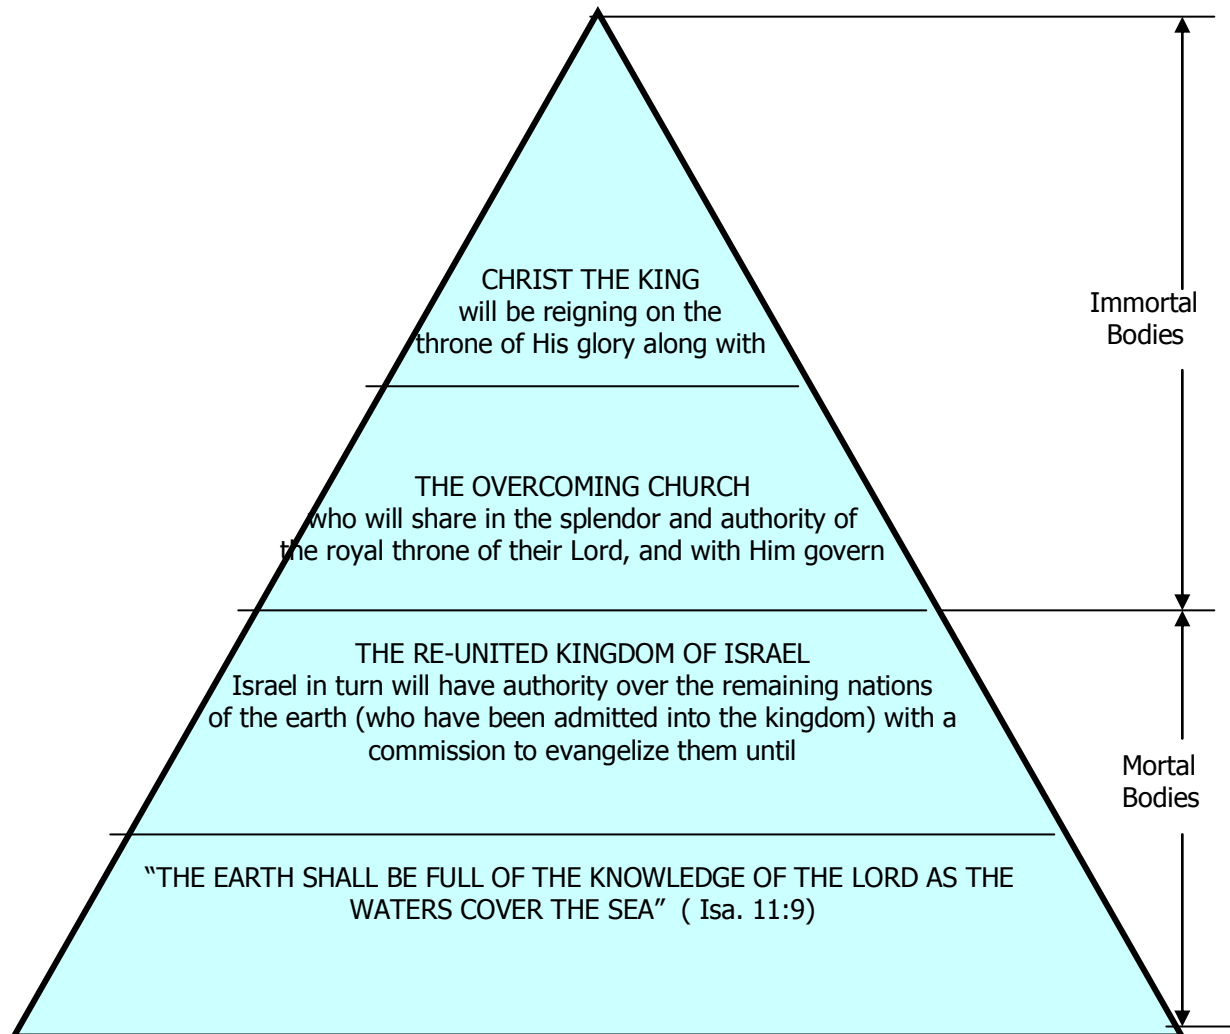 CHRIST THE KING
will be reigning on the
throne of His glory along with
Immortal
Bodies
THE OVERCOMING CHURCH
who will share in the splendor and authority of
the royal throne of their Lord, and with Him govern
THE RE-UNITED KINGDOM OF ISRAEL
Israel in turn will have authority over the remaining nations
of the earth (who have been admitted into the kingdom) with a
commission to evangelize them until
Mortal
Bodies
“THE EARTH SHALL BE FULL OF THE KNOWLEDGE OF THE LORD AS THE
WATERS COVER THE SEA” ( Isa. 11:9)